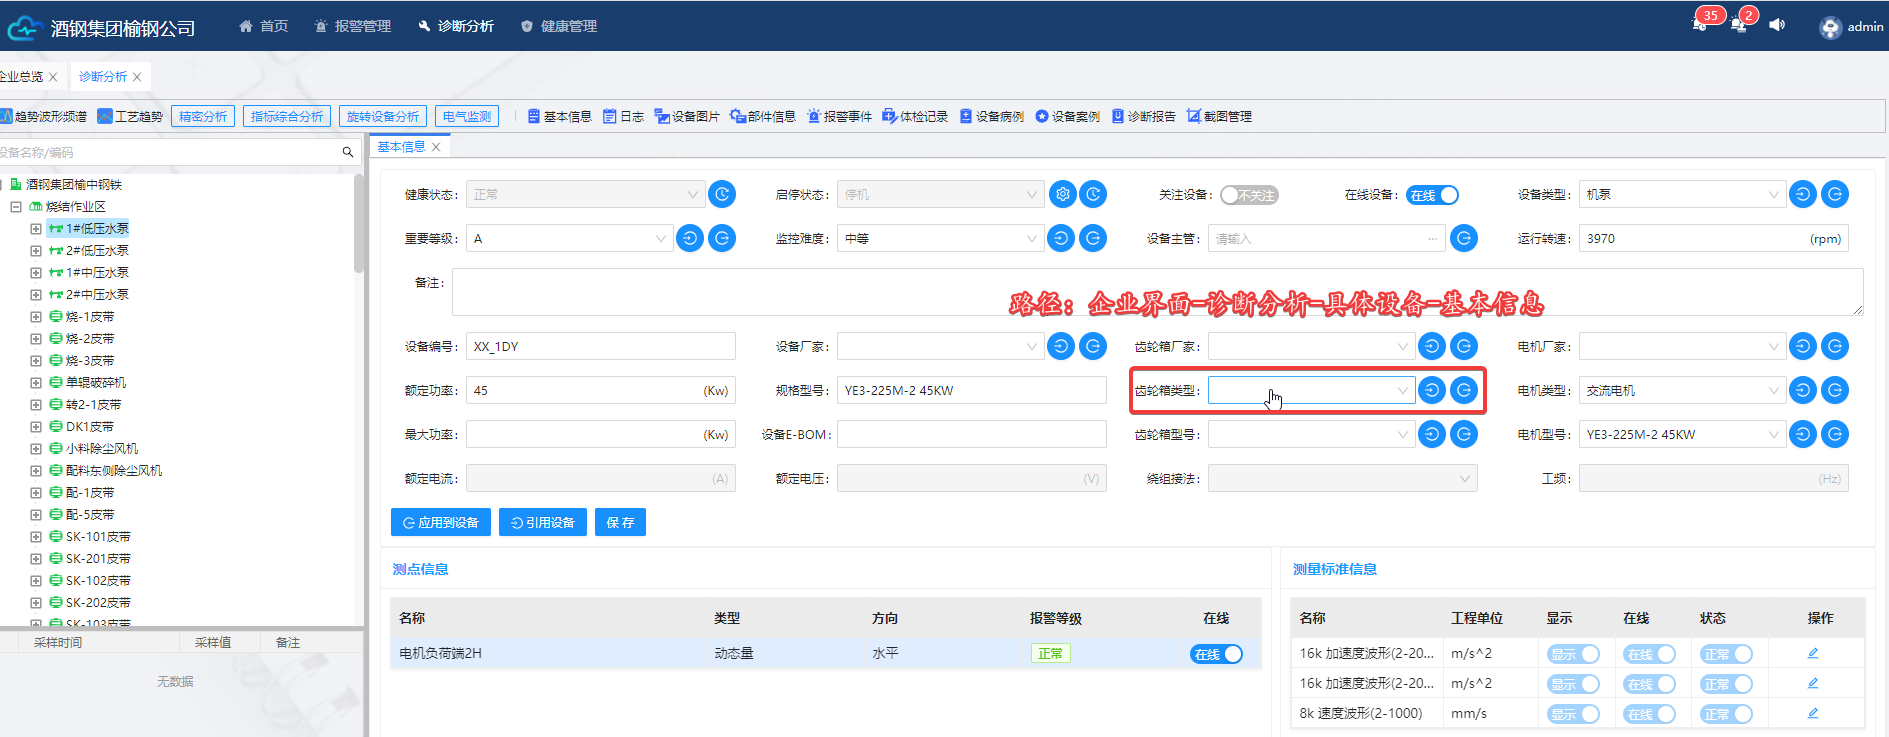 酒钢集团榆钢公司 首页 报警管理 诊断分析 健康管理 35 2 admin
企业总览 诊断分析
趋势波形频谱 工艺趋势 精密分析 指标综合分析 旋转设备分析 电气监测 基本信息 日志 设备图片 部件信息 报警事件 体检记录 设备病例 设备案例 诊断报告 截图管理
设备名称/编码
基本信息
酒钢集团榆中钢铁
烧结作业区
1#低压水泵
2#低压水泵
1#中压水泵
2#中压水泵
烧-1皮带
烧-2皮带
烧-3皮带
单辊破碎机
转2-1皮带
DK1皮带
小料除尘风机
配料东侧除尘风机
配-1皮带
配-5皮带
SK-101皮带
SK-201皮带
SK-102皮带
SK-202皮带
SK-103皮带
采样时间 采样值 备注
无数据
健康状态: 正常 启停状态: 停机 关注设备: 不关注 在线设备: 在线 设备类型: 机泵
重要等级: A 监控难度: 中等 设备主管: 请输入 ... 运行转速: 3970 (rpm)
备注:
路径：企业界面-诊断分析-具体设备-基本信息
设备编号: XX_1DY 设备厂家: 齿轮箱厂家: 电机厂家:
额定功率: 45 (Kw) 规格型号: YE3-225M-2 45KW 齿轮箱类型: 电机类型: 交流电机
最大功率: (Kw) 设备E-BOM: 齿轮箱型号: 电机型号: YE3-225M-2 45KW
额定电流: (A) 额定电压: (V) 绕组接法: 工频: (Hz)
应用到设备 引用设备 保存
测点信息
名称 类型 方向 报警等级 在线
电机负荷端2H 动态量 水平 正常 在线
测量标准信息
名称 工程单位 显示 在线 状态 操作
16k 加速度波形(2-20... m/s^2 显示 在线 正常
16k 加速度波形(2-20... m/s^2 显示 在线 正常
8k 速度波形(2-1000) mm/s 显示 在线 正常